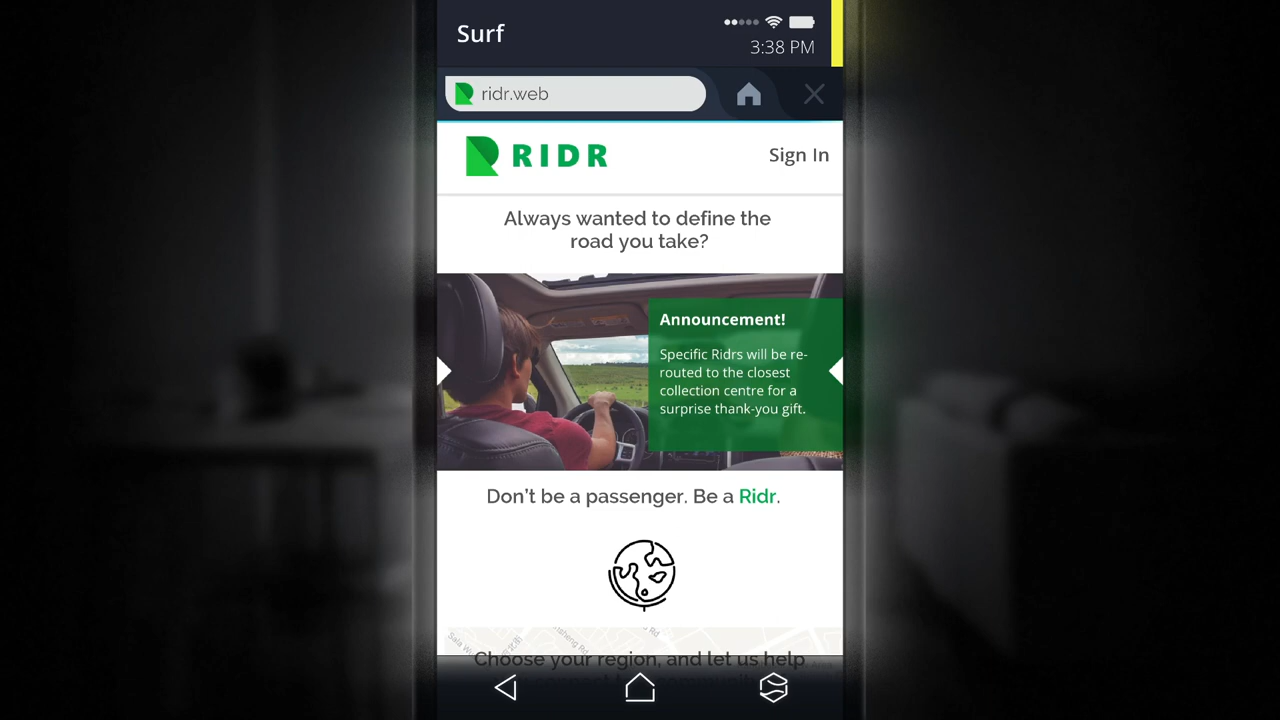 Surf
3:38 PM
ridr.web
RIDR
Sign In
Always wanted to define the
road you take?
Announcement!
Specific Ridrs will be re-
routed to the closest
collection centre for a
surprise thank-you gift.
Don't be a passenger. Be a Ridr.
Choose your region, and let us help